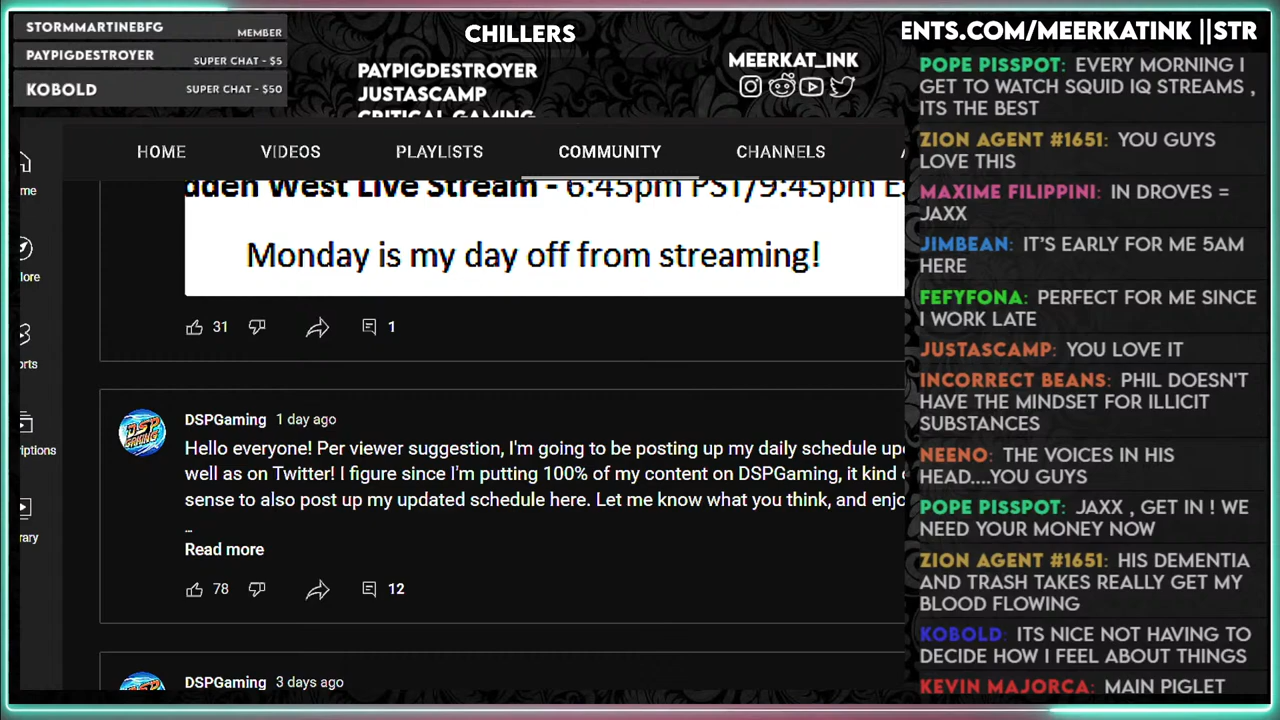 STORMMARTINEBFG MEMBER
PAYPIGDESTROYER SUPER CHAT - $5
KOBOLD SUPER CHAT - $50
CHILLERS
PAYPIGDESTROYER
JUSTASCAMP
CRITICAL GAMING
MEERKAT_INK
ENTS.COM/MEERKATINK ||STR
HOME VIDEOS PLAYLISTS COMMUNITY CHANNELS
dden West Live Stream - 6:45pm PST/9:45pm E
Monday is my day off from streaming!
31 1
DSPGaming 1 day ago
Hello everyone! Per viewer suggestion, I'm going to be posting up my daily schedule up
well as on Twitter! I figure since I'm putting 100% of my content on DSPGaming, it kind
sense to also post up my updated schedule here. Let me know what you think, and enjo
...
Read more
78 12
DSPGaming 3 days ago
me
lore
rts
iptions
rary
POPE PISSPOT: EVERY MORNING I
GET TO WATCH SQUID IQ STREAMS ,
ITS THE BEST
ZION AGENT #1651: YOU GUYS
LOVE THIS
MAXIME FILIPPINI: IN DROVES =
JAXX
JIMBEAN: IT'S EARLY FOR ME 5AM
HERE
FEFYFONA: PERFECT FOR ME SINCE
I WORK LATE
JUSTASCAMP: YOU LOVE IT
INCORRECT BEANS: PHIL DOESN'T
HAVE THE MINDSET FOR ILLICIT
SUBSTANCES
NEENO: THE VOICES IN HIS
HEAD....YOU GUYS
POPE PISSPOT: JAXX , GET IN ! WE
NEED YOUR MONEY NOW
ZION AGENT #1651: HIS DEMENTIA
AND TRASH TAKES REALLY GET MY
BLOOD FLOWING
KOBOLD: ITS NICE NOT HAVING TO
DECIDE HOW I FEEL ABOUT THINGS
KEVIN MAJORCA: MAIN PIGLET